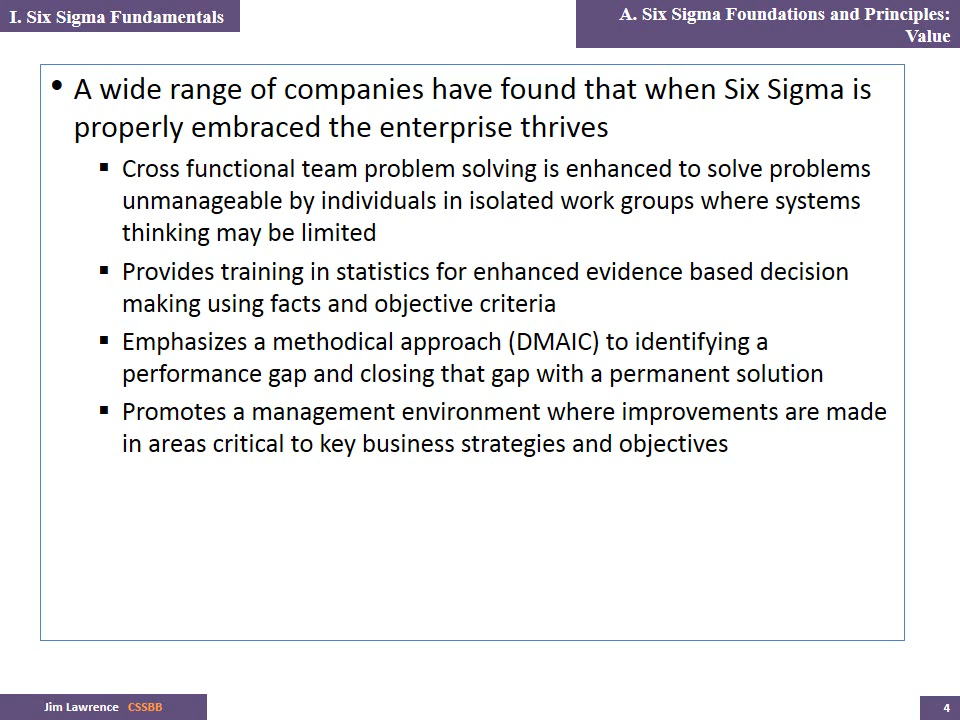 I. Six Sigma Fundamentals
A. Six Sigma Foundations and Principles:
Value
• A wide range of companies have found that when Six Sigma is
properly embraced the enterprise thrives
▪ Cross functional team problem solving is enhanced to solve problems
unmanageable by individuals in isolated work groups where systems
thinking may be limited
▪ Provides training in statistics for enhanced evidence based decision
making using facts and objective criteria
▪ Emphasizes a methodical approach (DMAIC) to identifying a
performance gap and closing that gap with a permanent solution
▪ Promotes a management environment where improvements are made
in areas critical to key business strategies and objectives
Jim Lawrence CSSBB
4